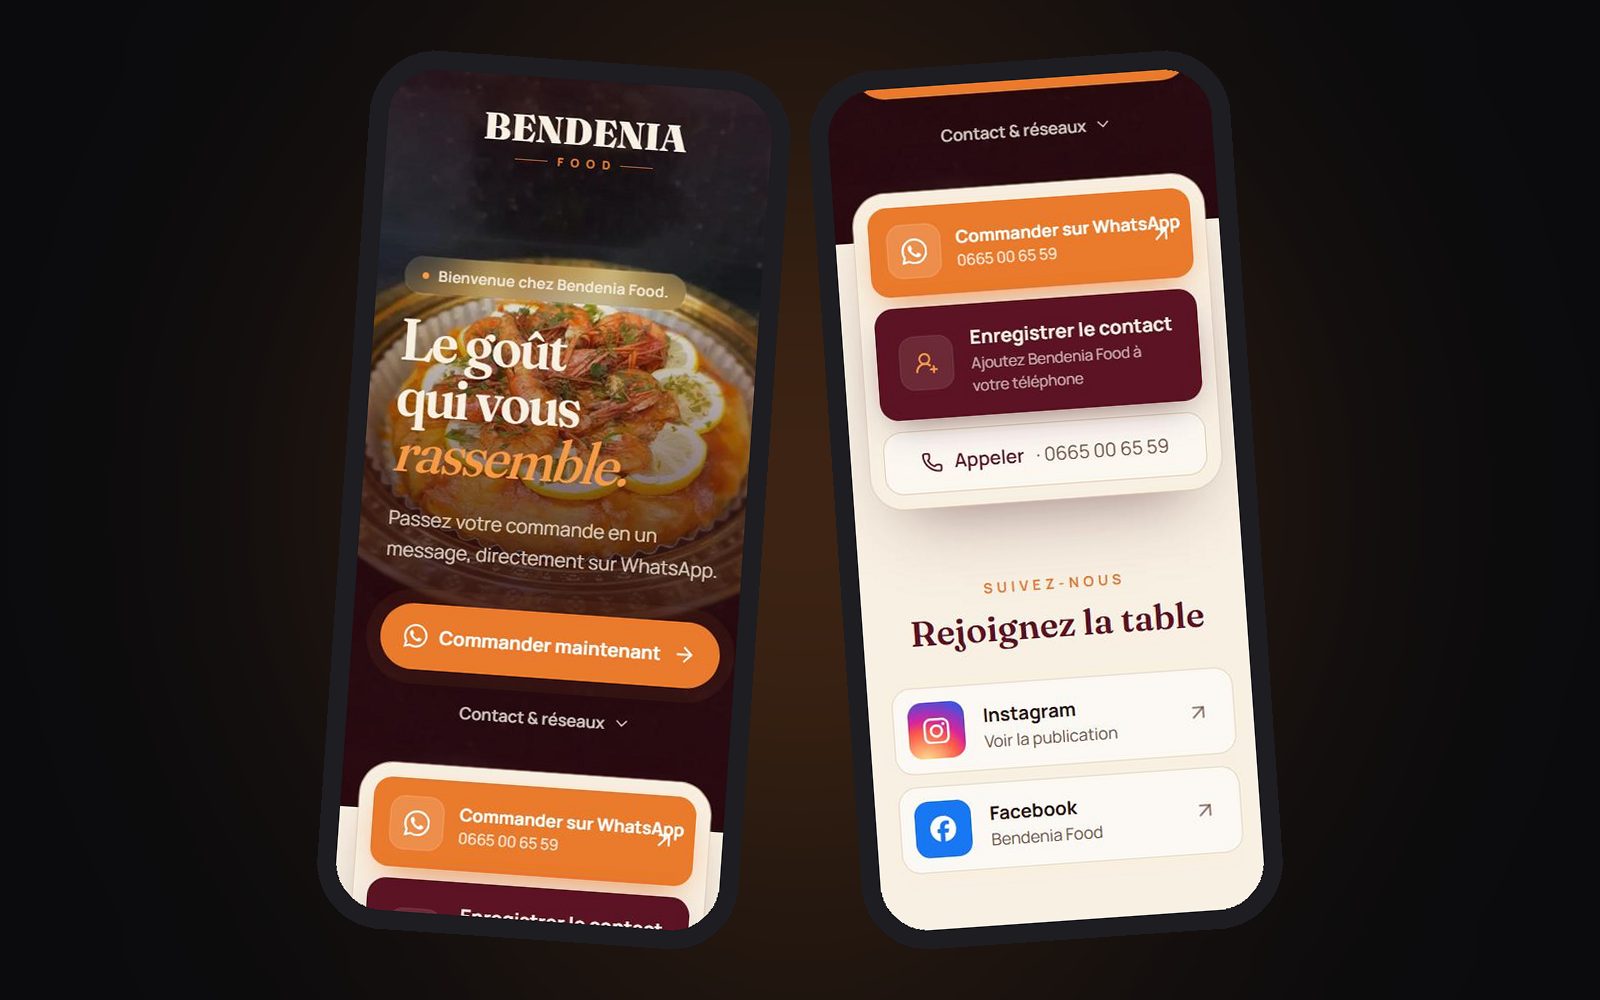 BENDENIA
FOOD
Bienvenue chez Bendenia Food.
Le goût
qui vous
rassemble.
Passez votre commande en un
message, directement sur WhatsApp.
Commander maintenant
Contact & réseaux
Commander sur WhatsApp
0665 00 65 59
Enregistrer le contact
Contact & réseaux
Commander sur WhatsApp
0665 00 65 59
Enregistrer le contact
Ajoutez Bendenia Food à
votre téléphone
Appeler · 0665 00 65 59
SUIVEZ-NOUS
Rejoignez la table
Instagram
Voir la publication
Facebook
Bendenia Food